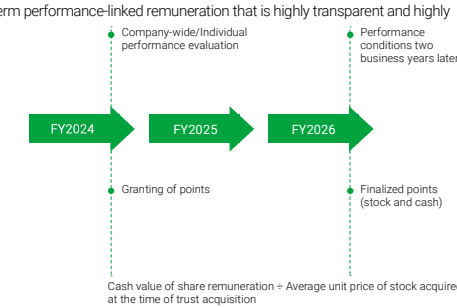 erm performance-linked remuneration that is highly transparent and highly
Company-wide/Individual
performance evaluation
Performance
conditions two
business years later
FY2024
FY2025
FY2026
Granting of points
Finalized points
(stock and cash)
Cash value of share remuneration ÷ Average unit price of stock acquired
at the time of trust acquisition